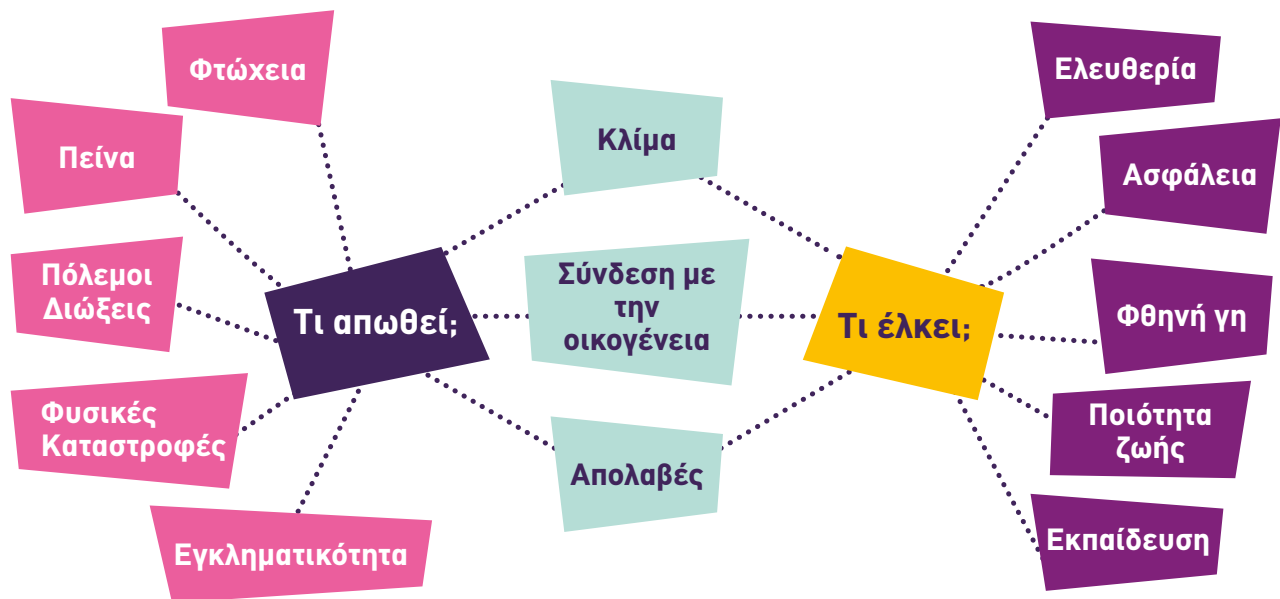 Φτώχεια
Πείνα
Πόλεμοι
Διώξεις
Φυσικές
Καταστροφές
Εγκληματικότητα
Τι απωθεί;
Κλίμα
Σύνδεση με
την
οικογένεια
Απολαβές
Τι έλκει;
Ελευθερία
Ασφάλεια
Φθηνή γη
Ποιότητα
ζωής
Εκπαίδευση